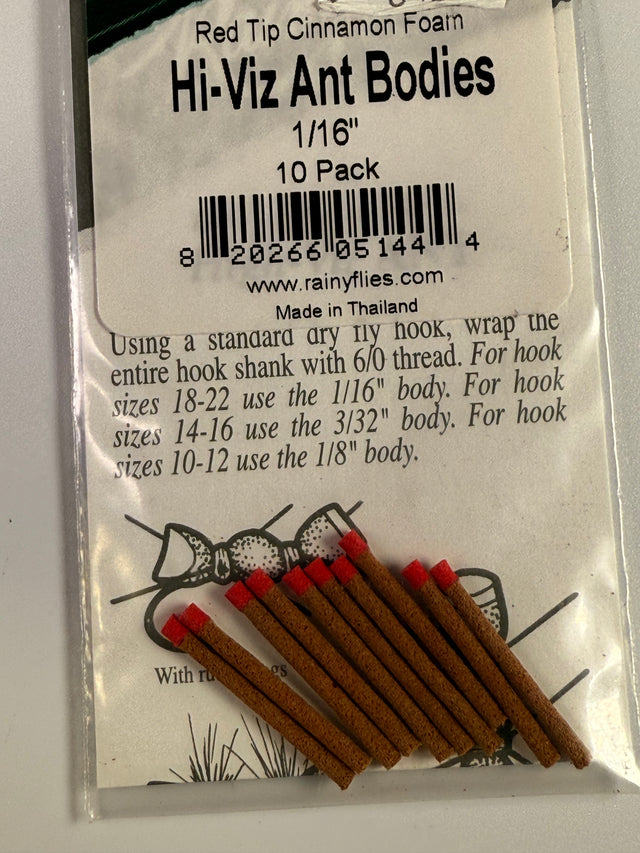 Red Tip Cinnamon Foam
Hi-Viz Ant Bodies
1/16"
10 Pack
8 20266 05144 4
www.rainyflies.com
Made in Thailand
Using a standard dry fly hook, wrap the
entire hook shank with 6/0 thread. For hook
sizes 18-22 use the 1/16" body. For hook
sizes 14-16 use the 3/32" body. For hook
sizes 10-12 use the 1/8" body.
With